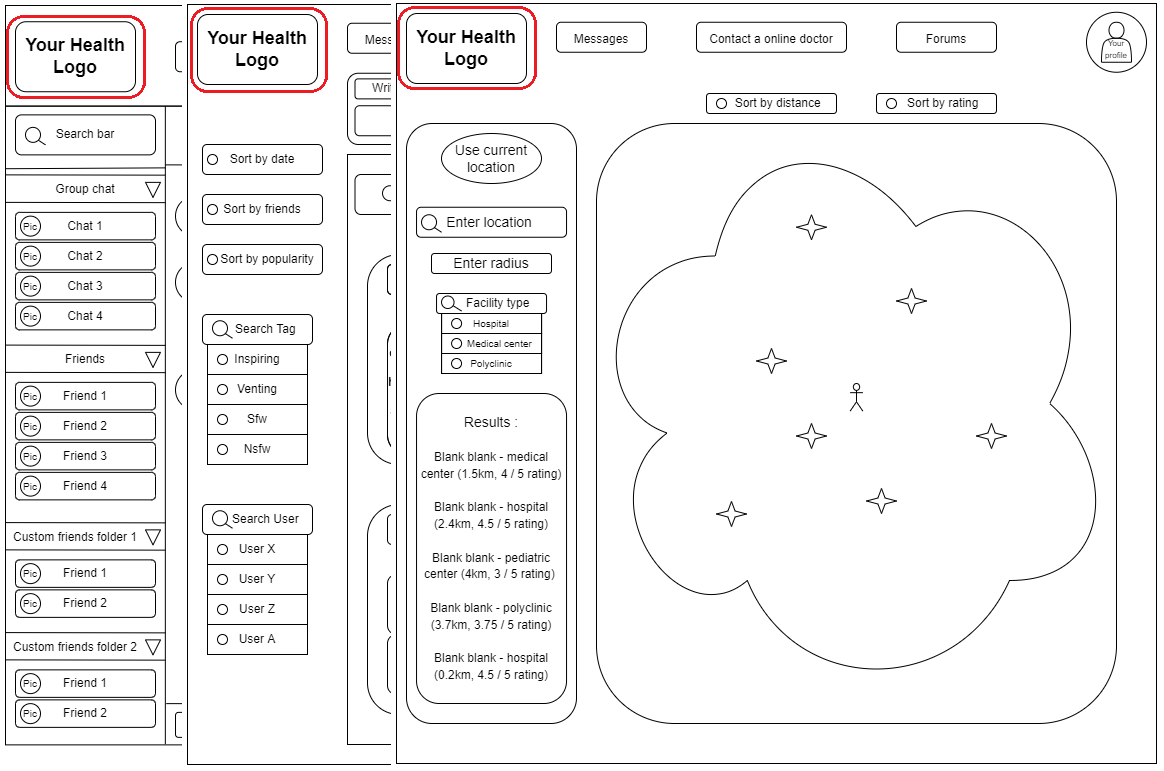 Your Health
Logo
Search bar
Group chat
Pic
Chat 1
Pic
Chat 2
Pic
Chat 3
Pic
Chat 4
Friends
Pic
Friend 1
Pic
Friend 2
Pic
Friend 3
Pic
Friend 4
Custom friends folder 1
Pic
Friend 1
Pic
Friend 2
Custom friends folder 2
Pic
Friend 1
Pic
Friend 2
Your Health
Logo
Sort by date
Sort by friends
Sort by popularity
Search Tag
Inspiring
Venting
Sfw
Nsfw
Search User
User X
User Y
User Z
User A
Mess
Writ
Your Health
Logo
Messages
Contact a online doctor
Forums
Your
profile
Sort by distance
Sort by rating
Use current
location
Enter location
Enter radius
Facility type
Hospital
Medical center
Polyclinic
Results :
Blank blank - medical
center (1.5km, 4 / 5 rating)
Blank blank - hospital
(2.4km, 4.5 / 5 rating)
Blank blank - pediatric
center (4km, 3 / 5 rating)
Blank blank - polyclinic
(3.7km, 3.75 / 5 rating)
Blank blank - hospital
(0.2km, 4.5 / 5 rating)